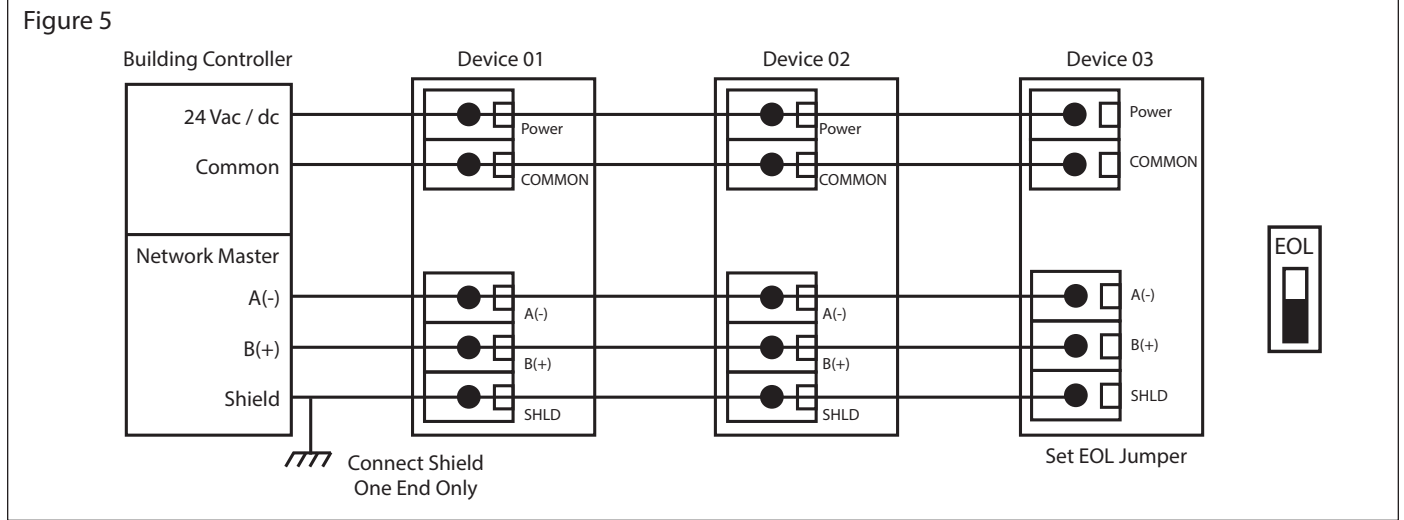 Figure 5
Building Controller
Device 01
Device 02
Device 03
24 Vac / dc
Power
Power
Power
Common
COMMON
COMMON
COMMON
Network Master
EOL
A(-)
A(-)
A(-)
A(-)
B(+)
B(+)
B(+)
B(+)
Shield
SHLD
SHLD
SHLD
Connect Shield
One End Only
Set EOL Jumper